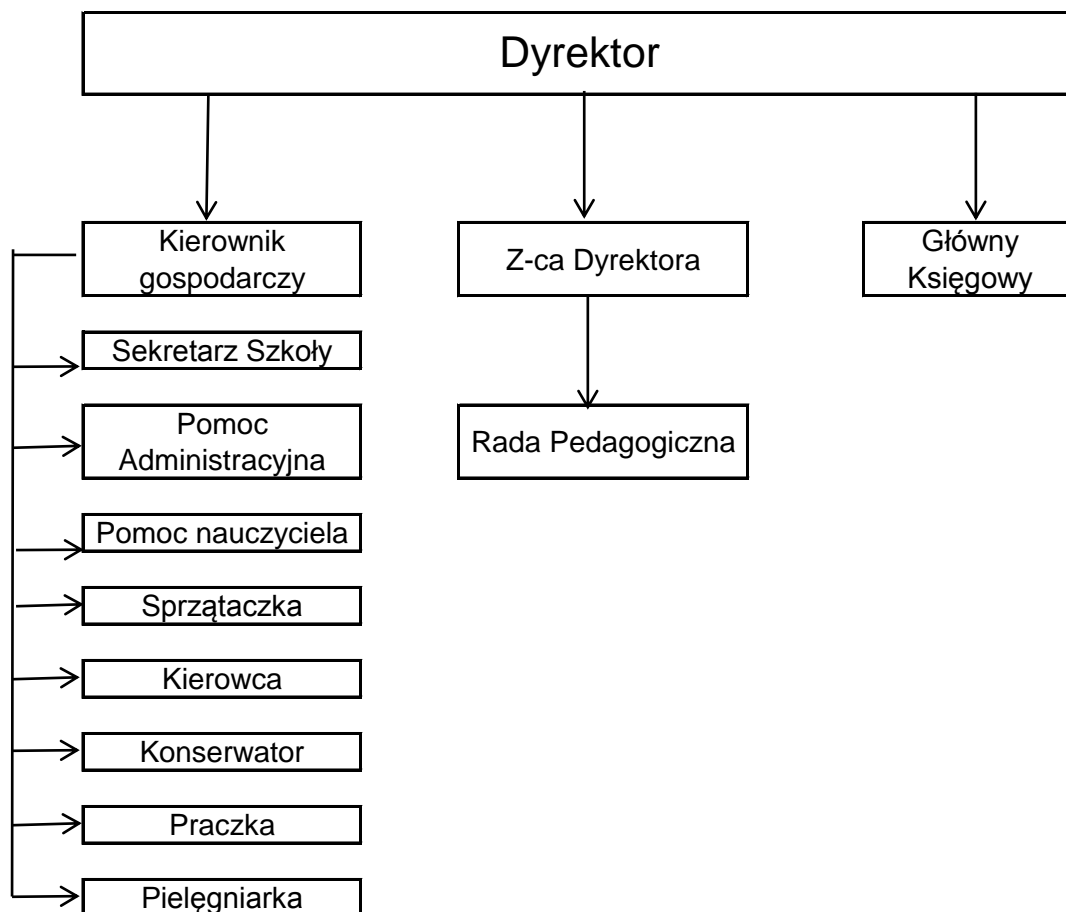 Dyrektor
Kierownik
gospodarczy
Z-ca Dyrektora
Główny
Księgowy
Sekretarz Szkoły
Pomoc
Administracyjna
Rada Pedagogiczna
Pomoc nauczyciela
Sprzątaczka
Kierowca
Konserwator
Praczka
Pielęgniarka